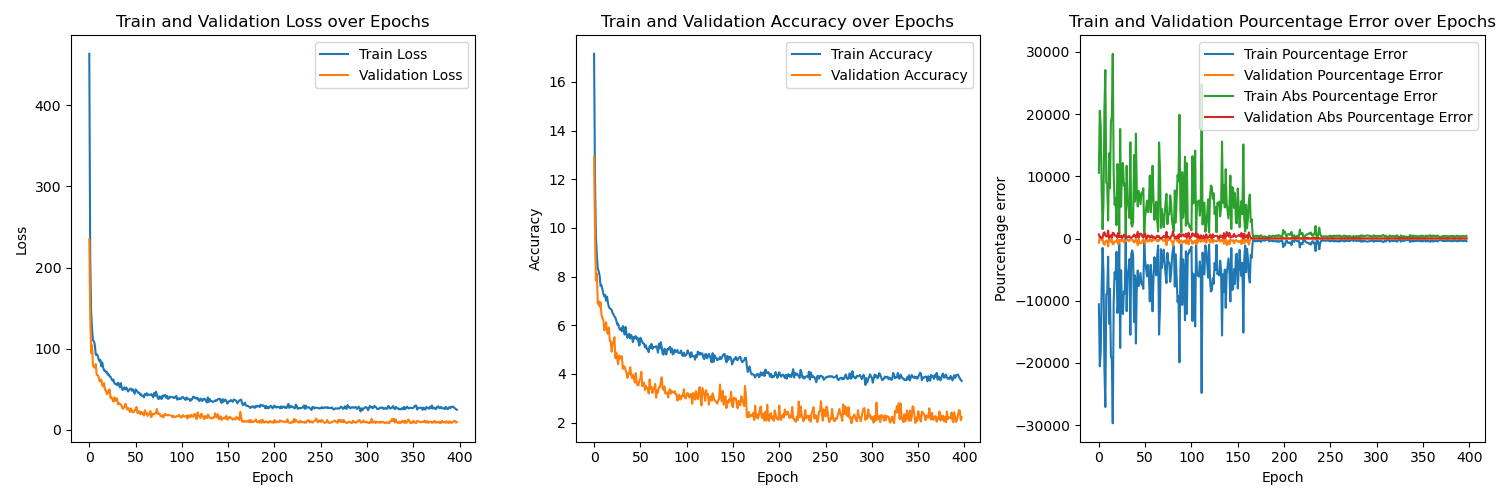 Train and Validation Loss over Epochs
Train Loss
Validation Loss
400
300
200
100
0
Loss
0 50 100 150 200 250 300 350 400
Epoch
Train and Validation Accuracy over Epochs
Train Accuracy
Validation Accuracy
16
14
12
10
8
6
4
2
Accuracy
0 50 100 150 200 250 300 350 400
Epoch
Train and Validation Pourcentage Error over Epochs
Train Pourcentage Error
Validation Pourcentage Error
Train Abs Pourcentage Error
Validation Abs Pourcentage Error
30000
20000
10000
0
−10000
−20000
−30000
Pourcentage error
0 50 100 150 200 250 300 350 400
Epoch